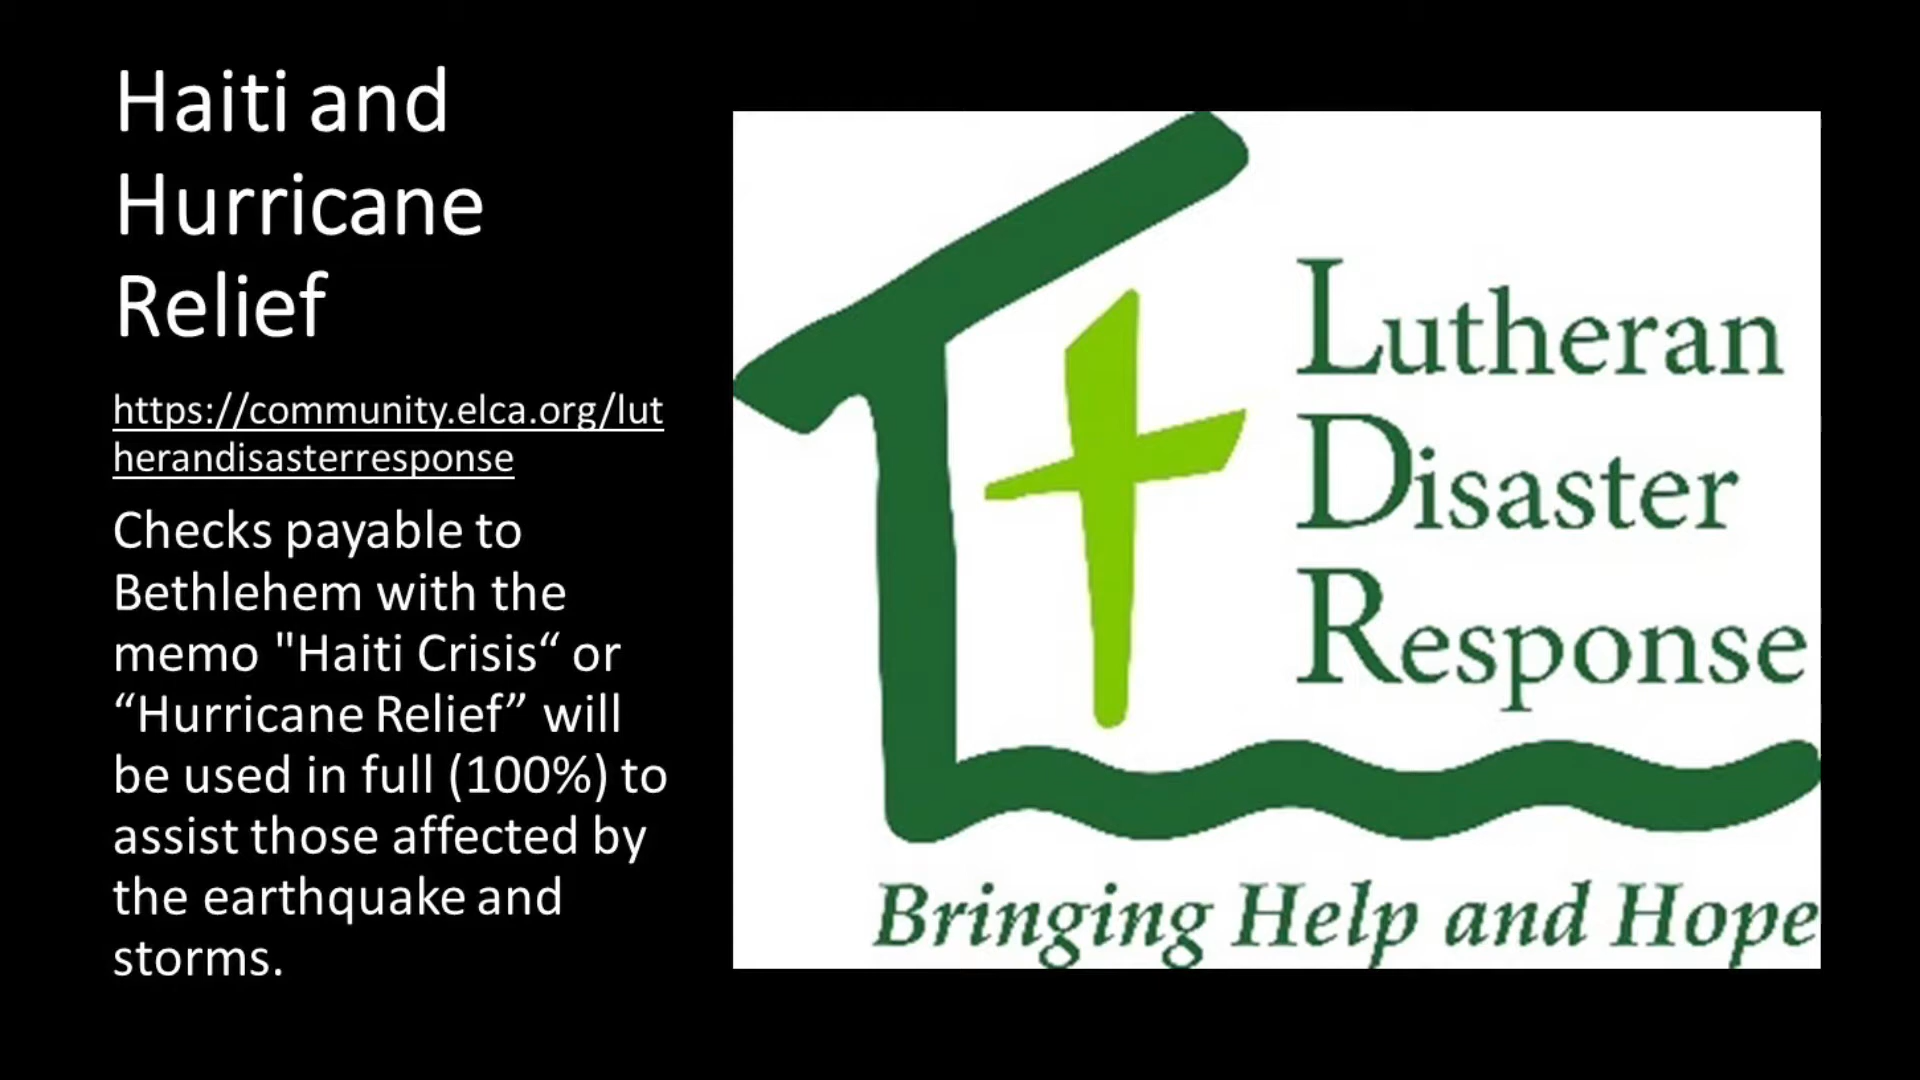 Haiti and
Hurricane
Relief
https://community.elca.org/lut
herandisasterresponse
Checks payable to
Bethlehem with the
memo "Haiti Crisis“ or
“Hurricane Relief” will
be used in full (100%) to
assist those affected by
the earthquake and
storms.
Lutheran
Disaster
Response
Bringing Help and Hope